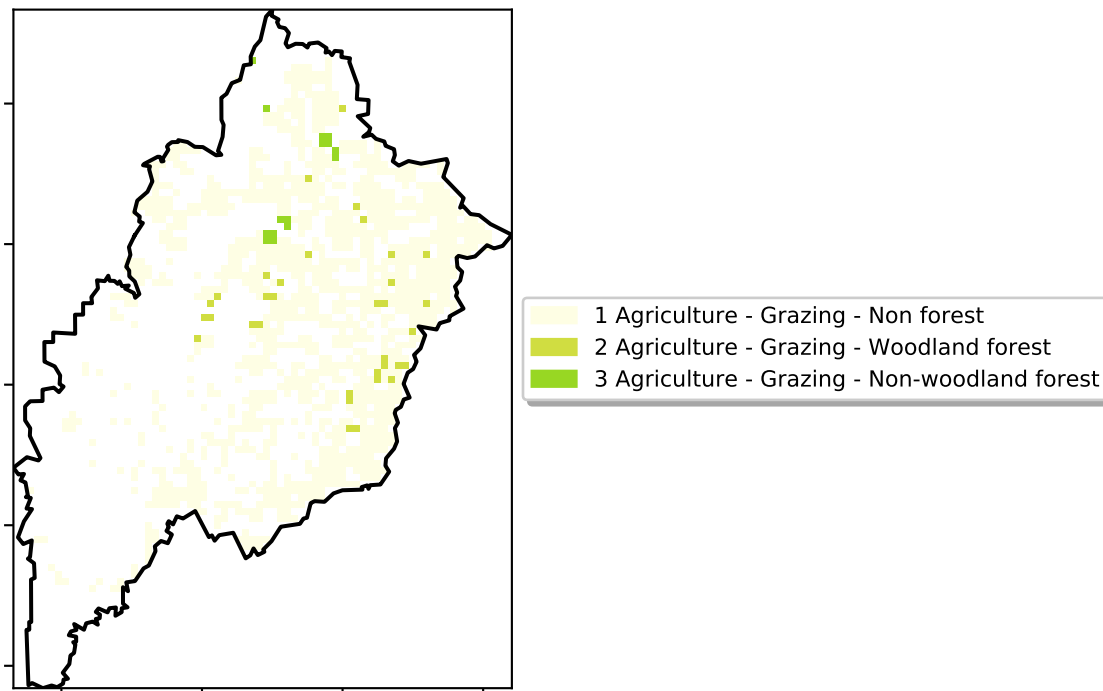 1 Agriculture - Grazing - Non forest
2 Agriculture - Grazing - Woodland forest
3 Agriculture - Grazing - Non-woodland forest